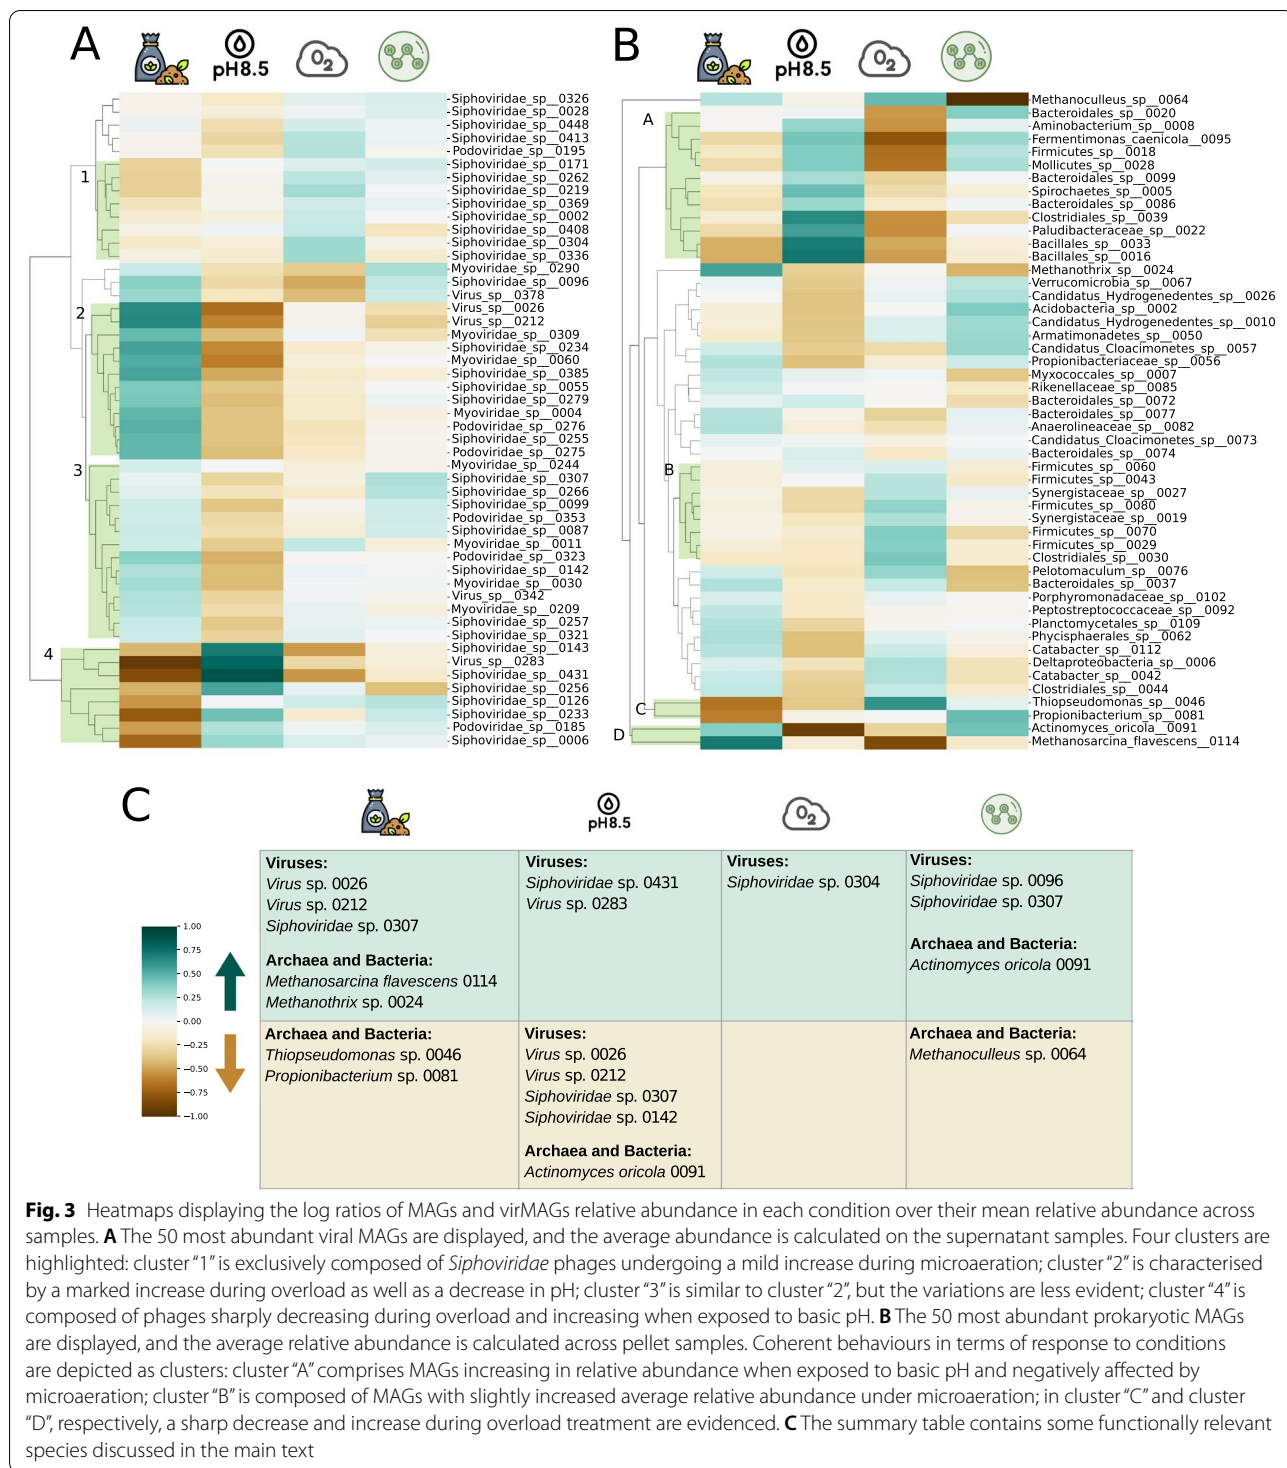 A
pH8.5
O2
1
2
3
4
Siphoviridae_sp__0326
Siphoviridae_sp__0028
Siphoviridae_sp__0448
Siphoviridae_sp__0413
Podoviridae_sp__0195
Siphoviridae_sp__0171
Siphoviridae_sp__0262
Siphoviridae_sp__0219
Siphoviridae_sp__0369
Siphoviridae_sp__0002
Siphoviridae_sp__0408
Siphoviridae_sp__0304
Siphoviridae_sp__0336
Myoviridae_sp__0290
Siphoviridae_sp__0096
Virus_sp__0378
Virus_sp__0026
Virus_sp__0212
Myoviridae_sp__0309
Siphoviridae_sp__0234
Myoviridae_sp__0060
Siphoviridae_sp__0385
Siphoviridae_sp__0055
Siphoviridae_sp__0279
Myoviridae_sp__0004
Podoviridae_sp__0276
Siphoviridae_sp__0255
Podoviridae_sp__0275
Myoviridae_sp__0244
Siphoviridae_sp__0307
Siphoviridae_sp__0266
Siphoviridae_sp__0099
Podoviridae_sp__0353
Siphoviridae_sp__0087
Myoviridae_sp__0011
Podoviridae_sp__0323
Siphoviridae_sp__0142
Myoviridae_sp__0030
Virus_sp__0342
Myoviridae_sp__0209
Siphoviridae_sp__0257
Siphoviridae_sp__0321
Siphoviridae_sp__0143
Virus_sp__0283
Siphoviridae_sp__0431
Siphoviridae_sp__0256
Siphoviridae_sp__0126
Siphoviridae_sp__0233
Podoviridae_sp__0185
Siphoviridae_sp__0006
B
pH8.5
O2
A
B
C
D
Methanoculleus_sp__0064
Bacteroidales_sp__0020
Aminobacterium_sp__0008
Fermentimonas_caenicola__0095
Firmicutes_sp__0018
Mollicutes_sp__0028
Bacteroidales_sp__0099
Spirochaetes_sp__0005
Bacteroidales_sp__0086
Clostridiales_sp__0039
Paludibacteraceae_sp__0022
Bacillales_sp__0033
Bacillales_sp__0016
Methanothrix_sp__0024
Verrucomicrobia_sp__0067
Candidatus_Hydrogenedentes_sp__0026
Acidobacteria_sp__0002
Candidatus_Hydrogenedentes_sp__0010
Armatimonadetes_sp__0050
Candidatus_Cloacimonetes_sp__0057
Propionibacteriaceae_sp__0056
Myxococcales_sp__0007
Rikenellaceae_sp__0085
Bacteroidales_sp__0072
Bacteroidales_sp__0077
Anaerolineaceae_sp__0082
Candidatus_Cloacimonetes_sp__0073
Bacteroidales_sp__0074
Firmicutes_sp__0060
Firmicutes_sp__0043
Synergistaceae_sp__0027
Firmicutes_sp__0080
Synergistaceae_sp__0019
Firmicutes_sp__0070
Firmicutes_sp__0029
Clostridiales_sp__0030
Pelotomaculum_sp__0076
Bacteroidales_sp__0037
Porphyromonadaceae_sp__0102
Peptostreptococcaceae_sp__0092
Planctomycetales_sp__0109
Phycisphaerales_sp__0062
Catabacter_sp__0112
Deltaproteobacteria_sp__0006
Catabacter_sp__0042
Clostridiales_sp__0044
Thiopseudomonas_sp__0046
Propionibacterium_sp__0081
Actinomyces_oricola__0091
Methanosarcina_flavescens__0114
C
pH8.5
O2
1.00
0.75
0.50
0.25
0.00
−0.25
−0.50
−0.75
−1.00
Viruses:
Virus sp. 0026
Virus sp. 0212
Siphoviridae sp. 0307
Archaea and Bacteria:
Methanosarcina flavescens 0114
Methanothrix sp. 0024
Viruses:
Siphoviridae sp. 0431
Virus sp. 0283
Viruses:
Siphoviridae sp. 0304
Viruses:
Siphoviridae sp. 0096
Siphoviridae sp. 0307
Archaea and Bacteria:
Actinomyces oricola 0091
Archaea and Bacteria:
Thiopseudomonas sp. 0046
Propionibacterium sp. 0081
Viruses:
Virus sp. 0026
Virus sp. 0212
Siphoviridae sp. 0307
Siphoviridae sp. 0142
Archaea and Bacteria:
Actinomyces oricola 0091
Archaea and Bacteria:
Methanoculleus sp. 0064
Fig. 3 Heatmaps displaying the log ratios of MAGs and virMAGs relative abundance in each condition over their mean relative abundance across
samples. A The 50 most abundant viral MAGs are displayed, and the average abundance is calculated on the supernatant samples. Four clusters are
highlighted: cluster “1” is exclusively composed of Siphoviridae phages undergoing a mild increase during microaeration; cluster “2” is characterised
by a marked increase during overload as well as a decrease in pH; cluster “3” is similar to cluster “2”, but the variations are less evident; cluster “4” is
composed of phages sharply decreasing during overload and increasing when exposed to basic pH. B The 50 most abundant prokaryotic MAGs
are displayed, and the average relative abundance is calculated across pellet samples. Coherent behaviours in terms of response to conditions
are depicted as clusters: cluster “A” comprises MAGs increasing in relative abundance when exposed to basic pH and negatively affected by
microaeration; cluster “B” is composed of MAGs with slightly increased average relative abundance under microaeration; in cluster “C” and cluster
“D”, respectively, a sharp decrease and increase during overload treatment are evidenced. C The summary table contains some functionally relevant
species discussed in the main text